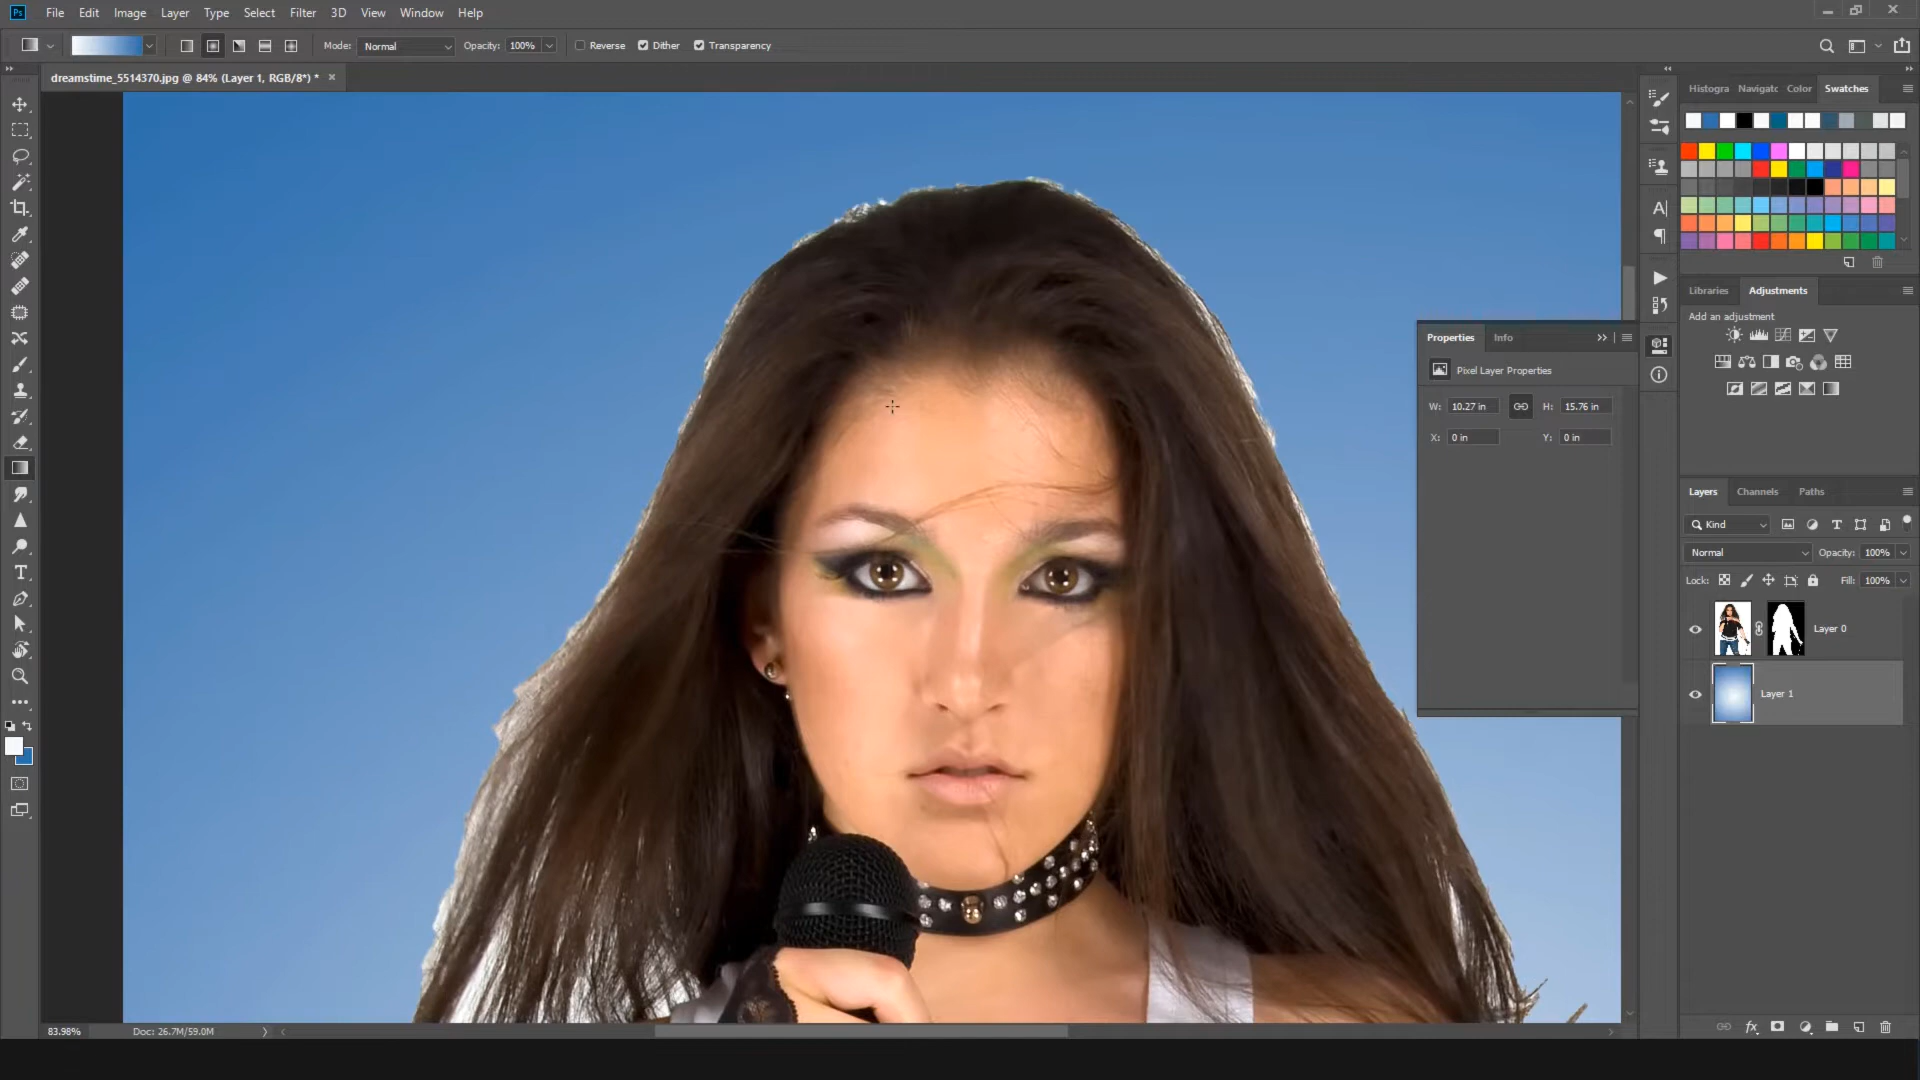 Ps File Edit Image Layer Type Select Filter 3D View Window Help
Mode: Normal Opacity: 100% Reverse Dither Transparency
dreamstime_5514370.jpg @ 84% (Layer 1, RGB/8*) * ×
Histogra Navigatc Color Swatches
Libraries Adjustments
Add an adjustment
Properties Info
Pixel Layer Properties
W: 10.27 in H: 15.76 in
X: 0 in Y: 0 in
Layers Channels Paths
Kind
Normal Opacity: 100%
Lock: Fill: 100%
Layer 0
Layer 1
83.98% Doc: 26.7M/59.0M
fx